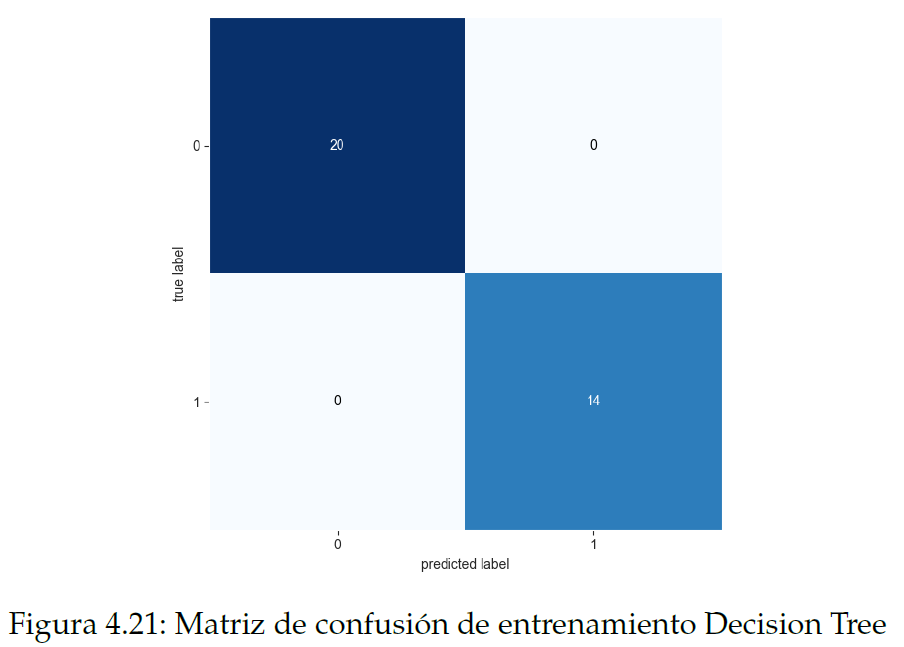 20
0
0
true label
0
14
1
0
1
predicted label
Figura 4.21: Matriz de confusión de entrenamiento Decision Tree